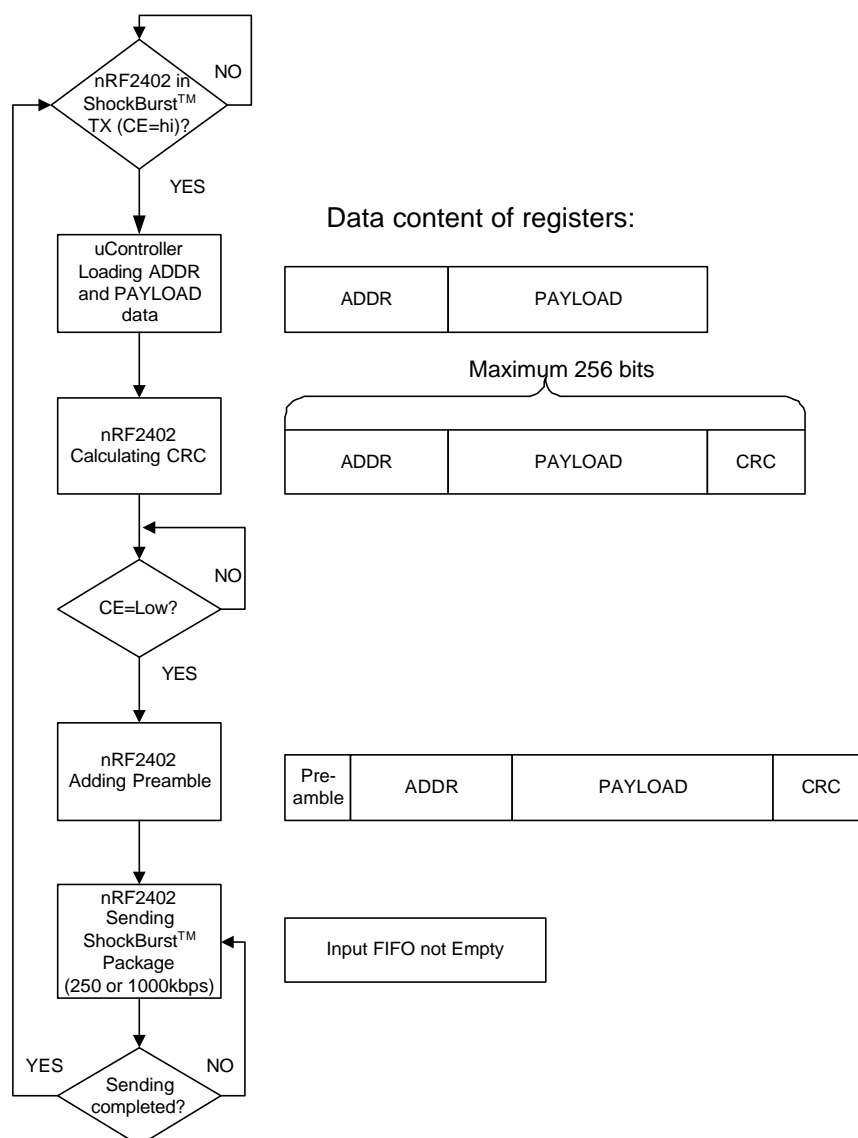 nRF2402 in
ShockBurst™
TX (CE=hi)?
NO
YES
Data content of registers:
uController
Loading ADDR
and PAYLOAD
data
ADDR
PAYLOAD
Maximum 256 bits
nRF2402
Calculating CRC
ADDR
PAYLOAD
CRC
NO
CE=Low?
YES
nRF2402
Adding Preamble
Pre-
amble
ADDR
PAYLOAD
CRC
nRF2402
Sending
ShockBurst™
Package
(250 or 1000kbps)
Input FIFO not Empty
YES
NO
Sending
completed?